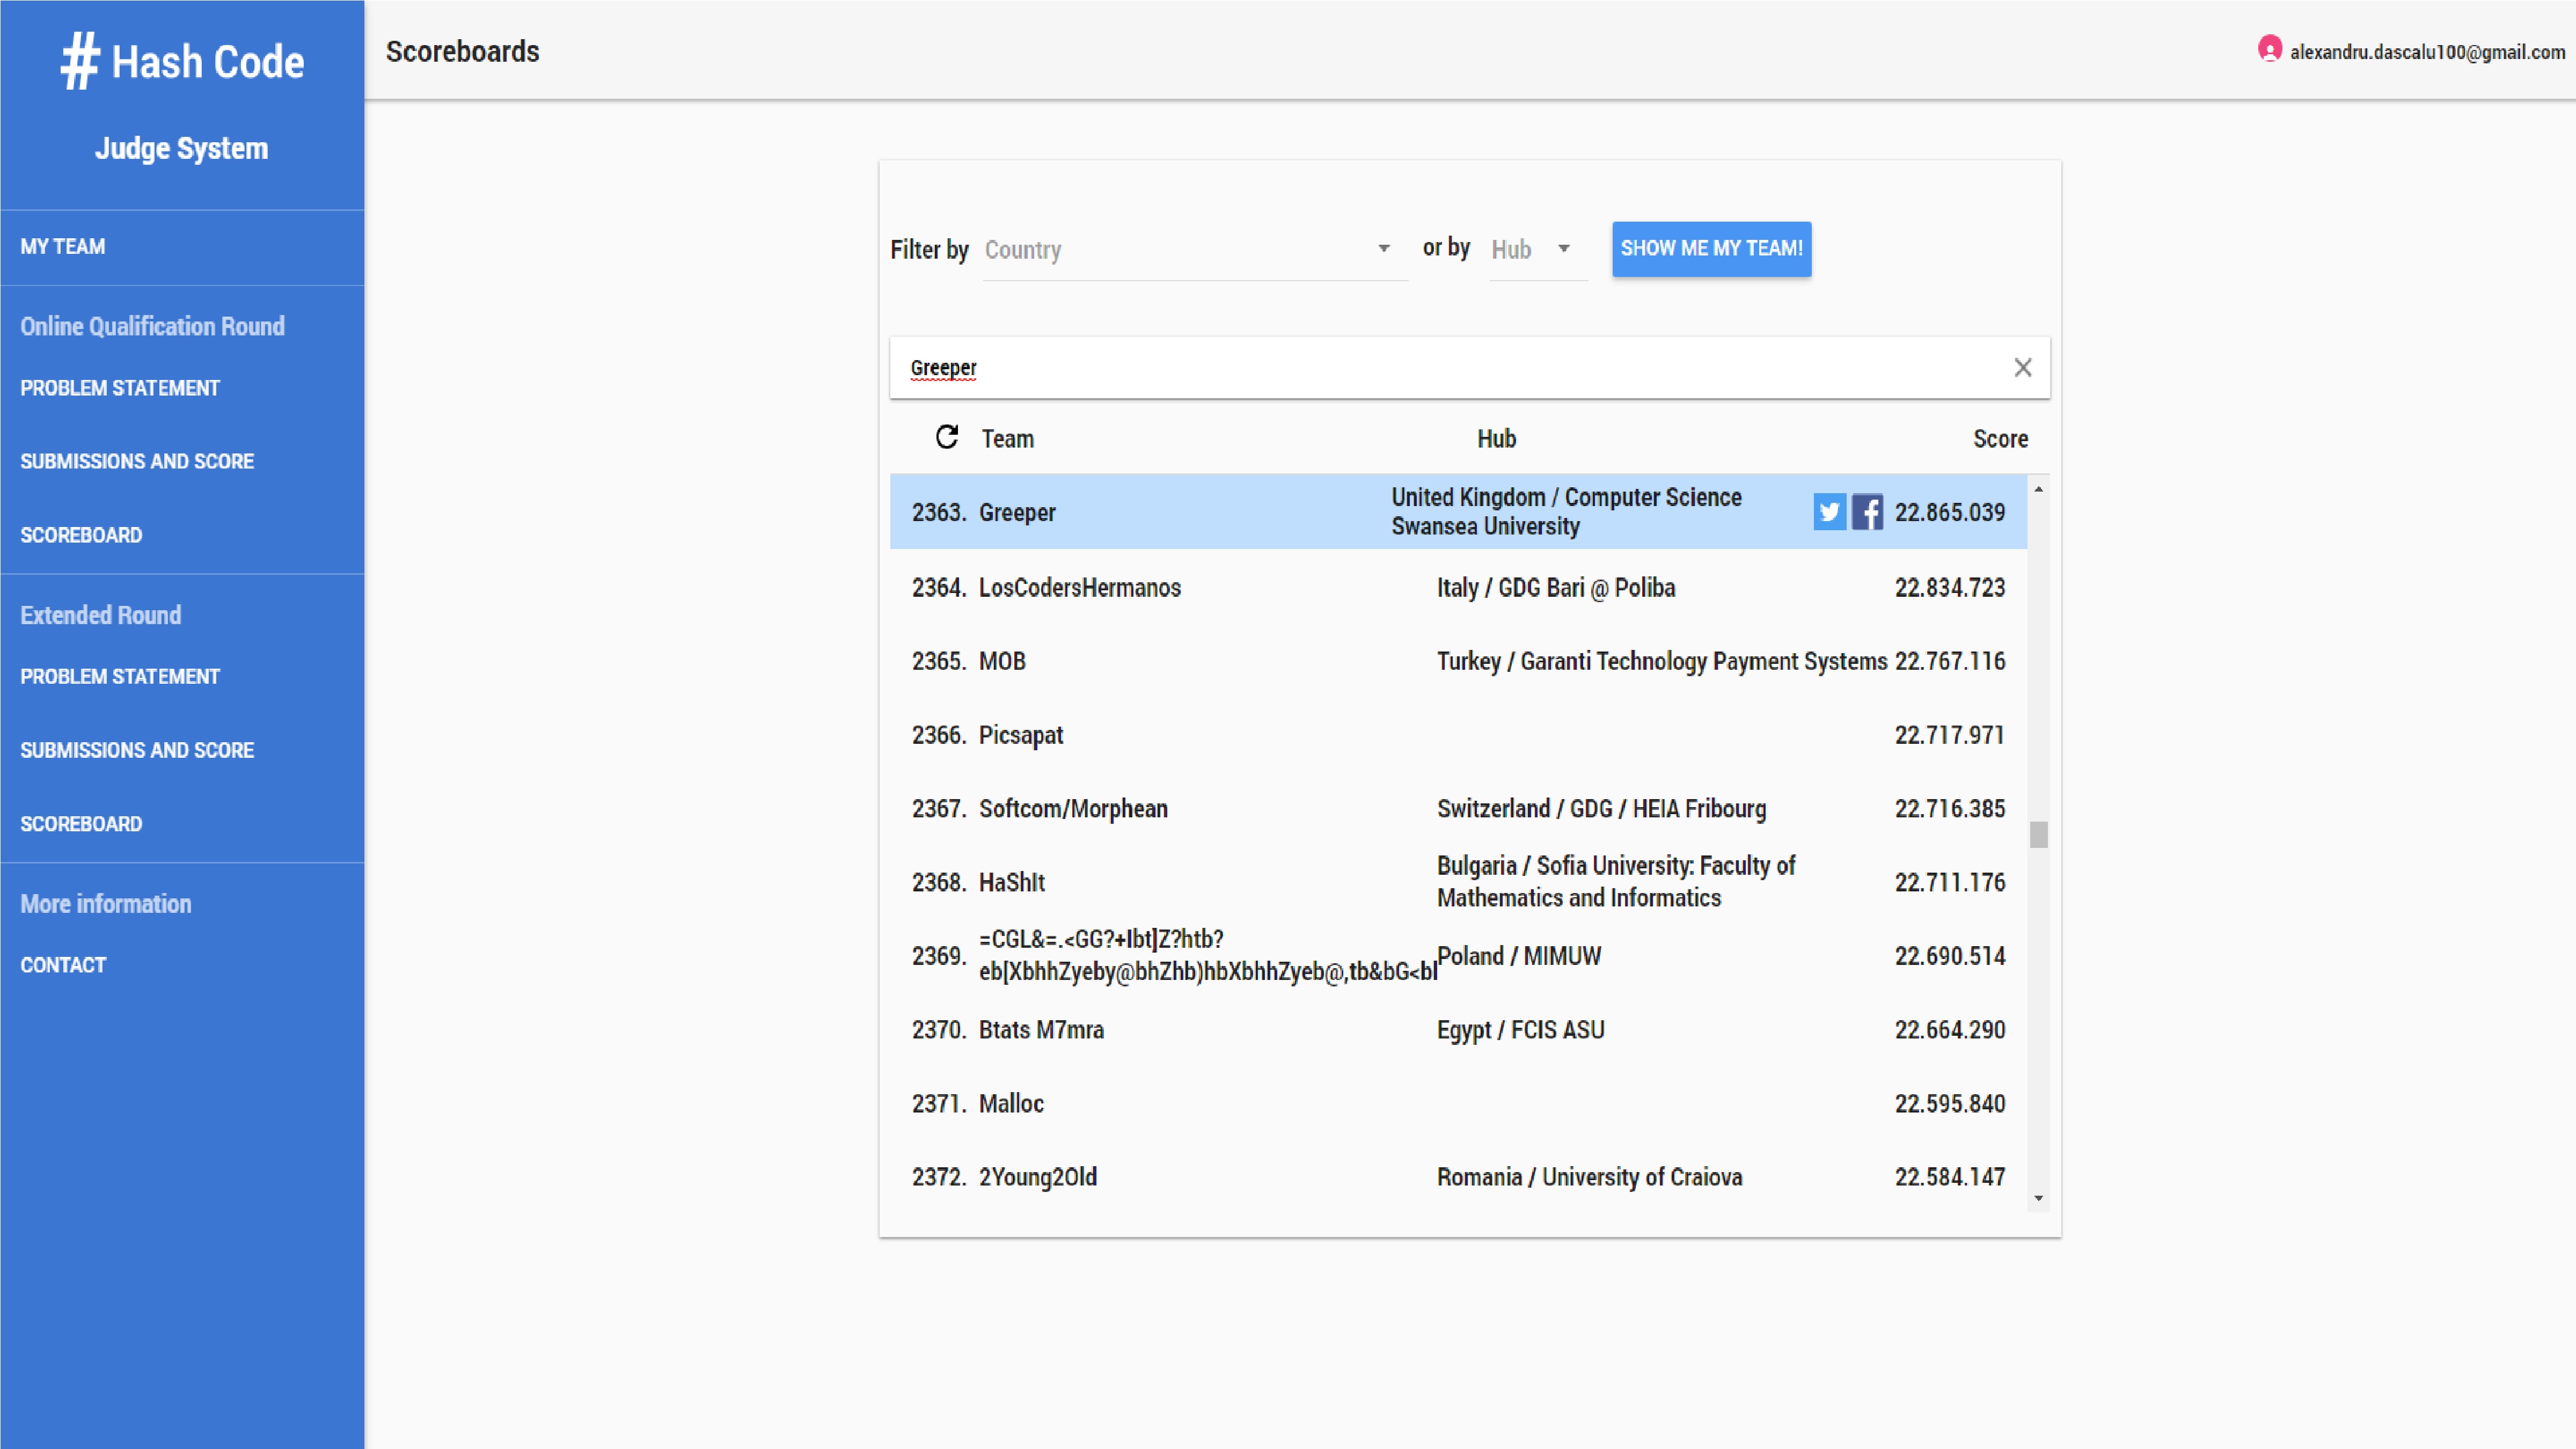 # Hash Code
Judge System
MY TEAM
Online Qualification Round
PROBLEM STATEMENT
SUBMISSIONS AND SCORE
SCOREBOARD
Extended Round
PROBLEM STATEMENT
SUBMISSIONS AND SCORE
SCOREBOARD
More information
CONTACT
Scoreboards
alexandru.dascalu100@gmail.com
Filter by Country or by Hub SHOW ME MY TEAM!
Greeper
Team Hub Score
2363. Greeper United Kingdom / Computer Science
Swansea University 22.865.039
2364. LosCodersHermanos Italy / GDG Bari @ Poliba 22.834.723
2365. MOB Turkey / Garanti Technology Payment Systems 22.767.116
2366. Picsapat 22.717.971
2367. Softcom/Morphean Switzerland / GDG / HEIA Fribourg 22.716.385
2368. HaShIt Bulgaria / Sofia University: Faculty of
Mathematics and Informatics 22.711.176
2369. =CGL&=.<GG?+Ibt]Z?htb?
eb[XbhhZyeby@bhZhb)hbXbhhZyeb@,tb&bG<bI Poland / MIMUW 22.690.514
2370. Btats M7mra Egypt / FCIS ASU 22.664.290
2371. Malloc 22.595.840
2372. 2Young2Old Romania / University of Craiova 22.584.147